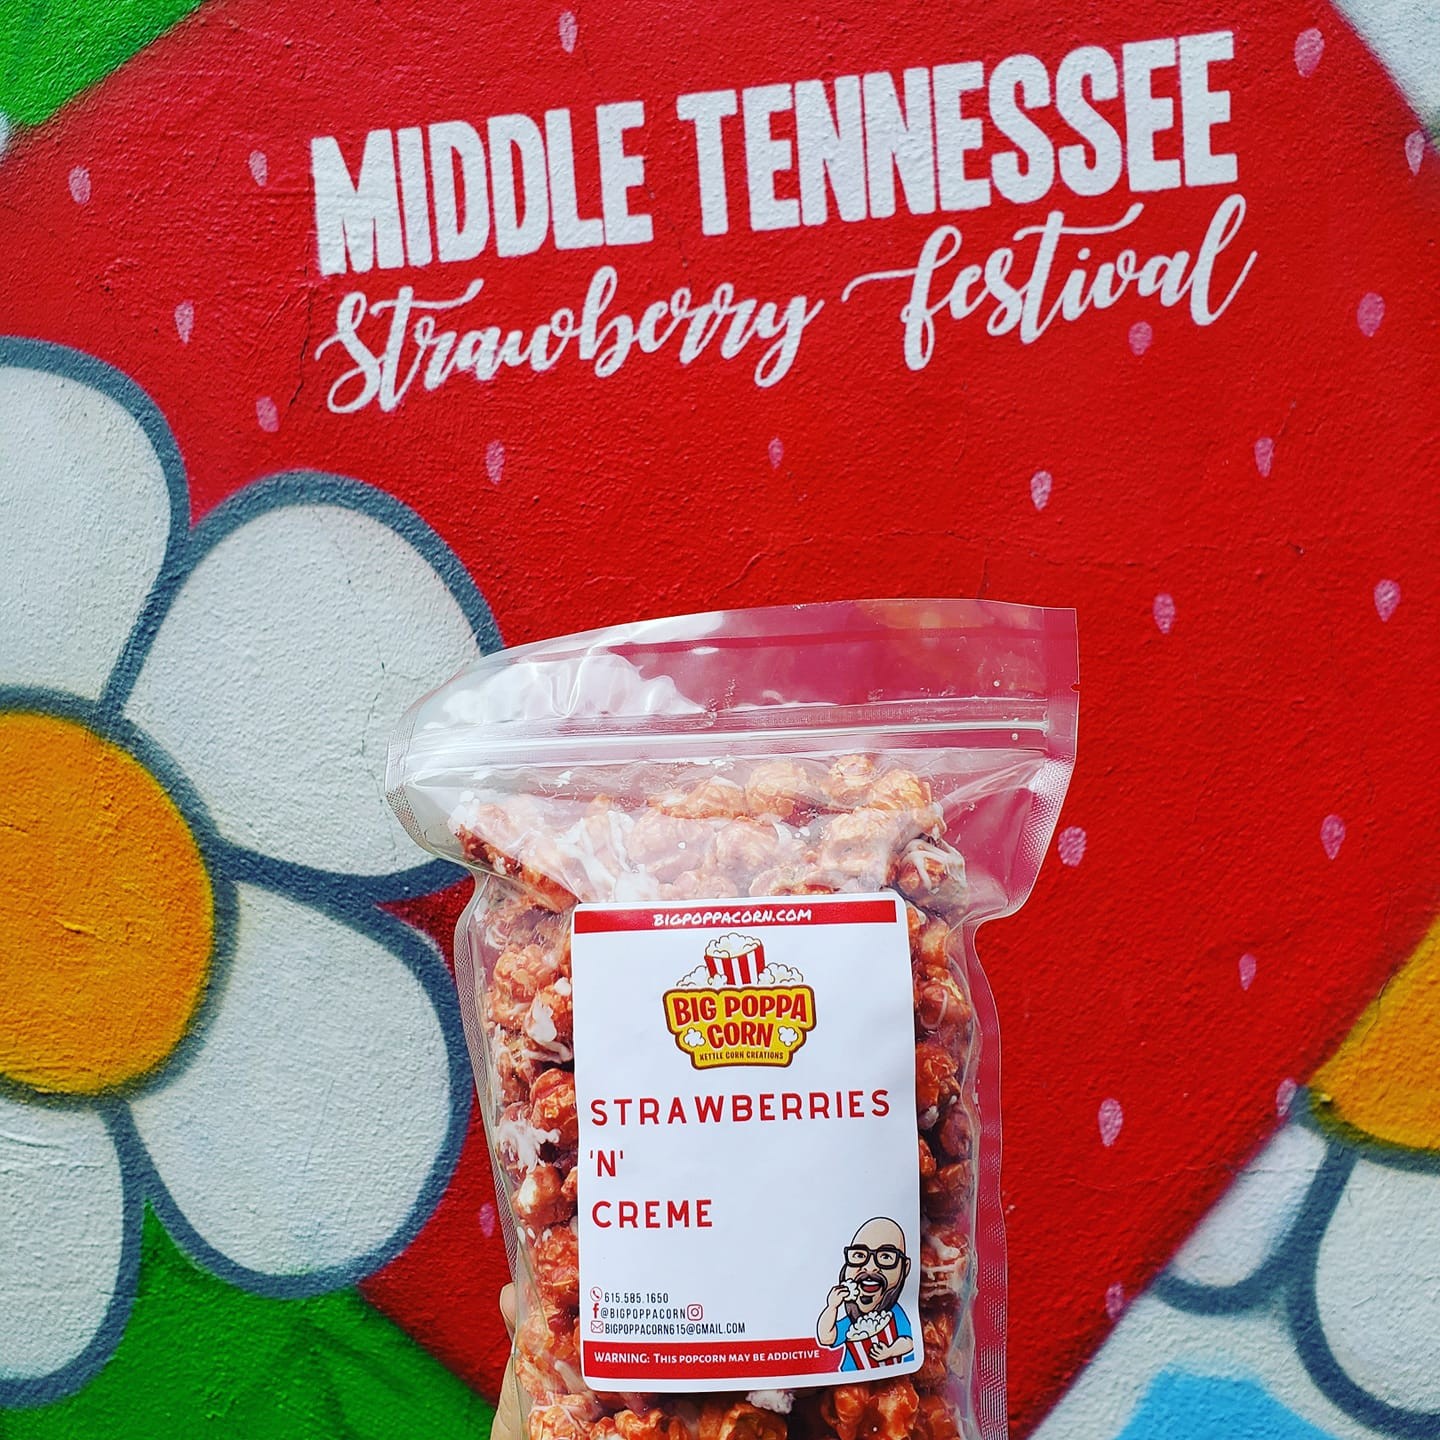 MIDDLE TENNESSEE
Strawberry festival
BIGPOPPACORN.COM
BIG POPPA
CORN
KETTLE CORN CREATIONS
STRAWBERRIES
'N'
CREME
615.585.1650
@BIGPOPPACORN
BIGPOPPACORN615@GMAIL.COM
WARNING: THIS POPCORN MAY BE ADDICTIVE